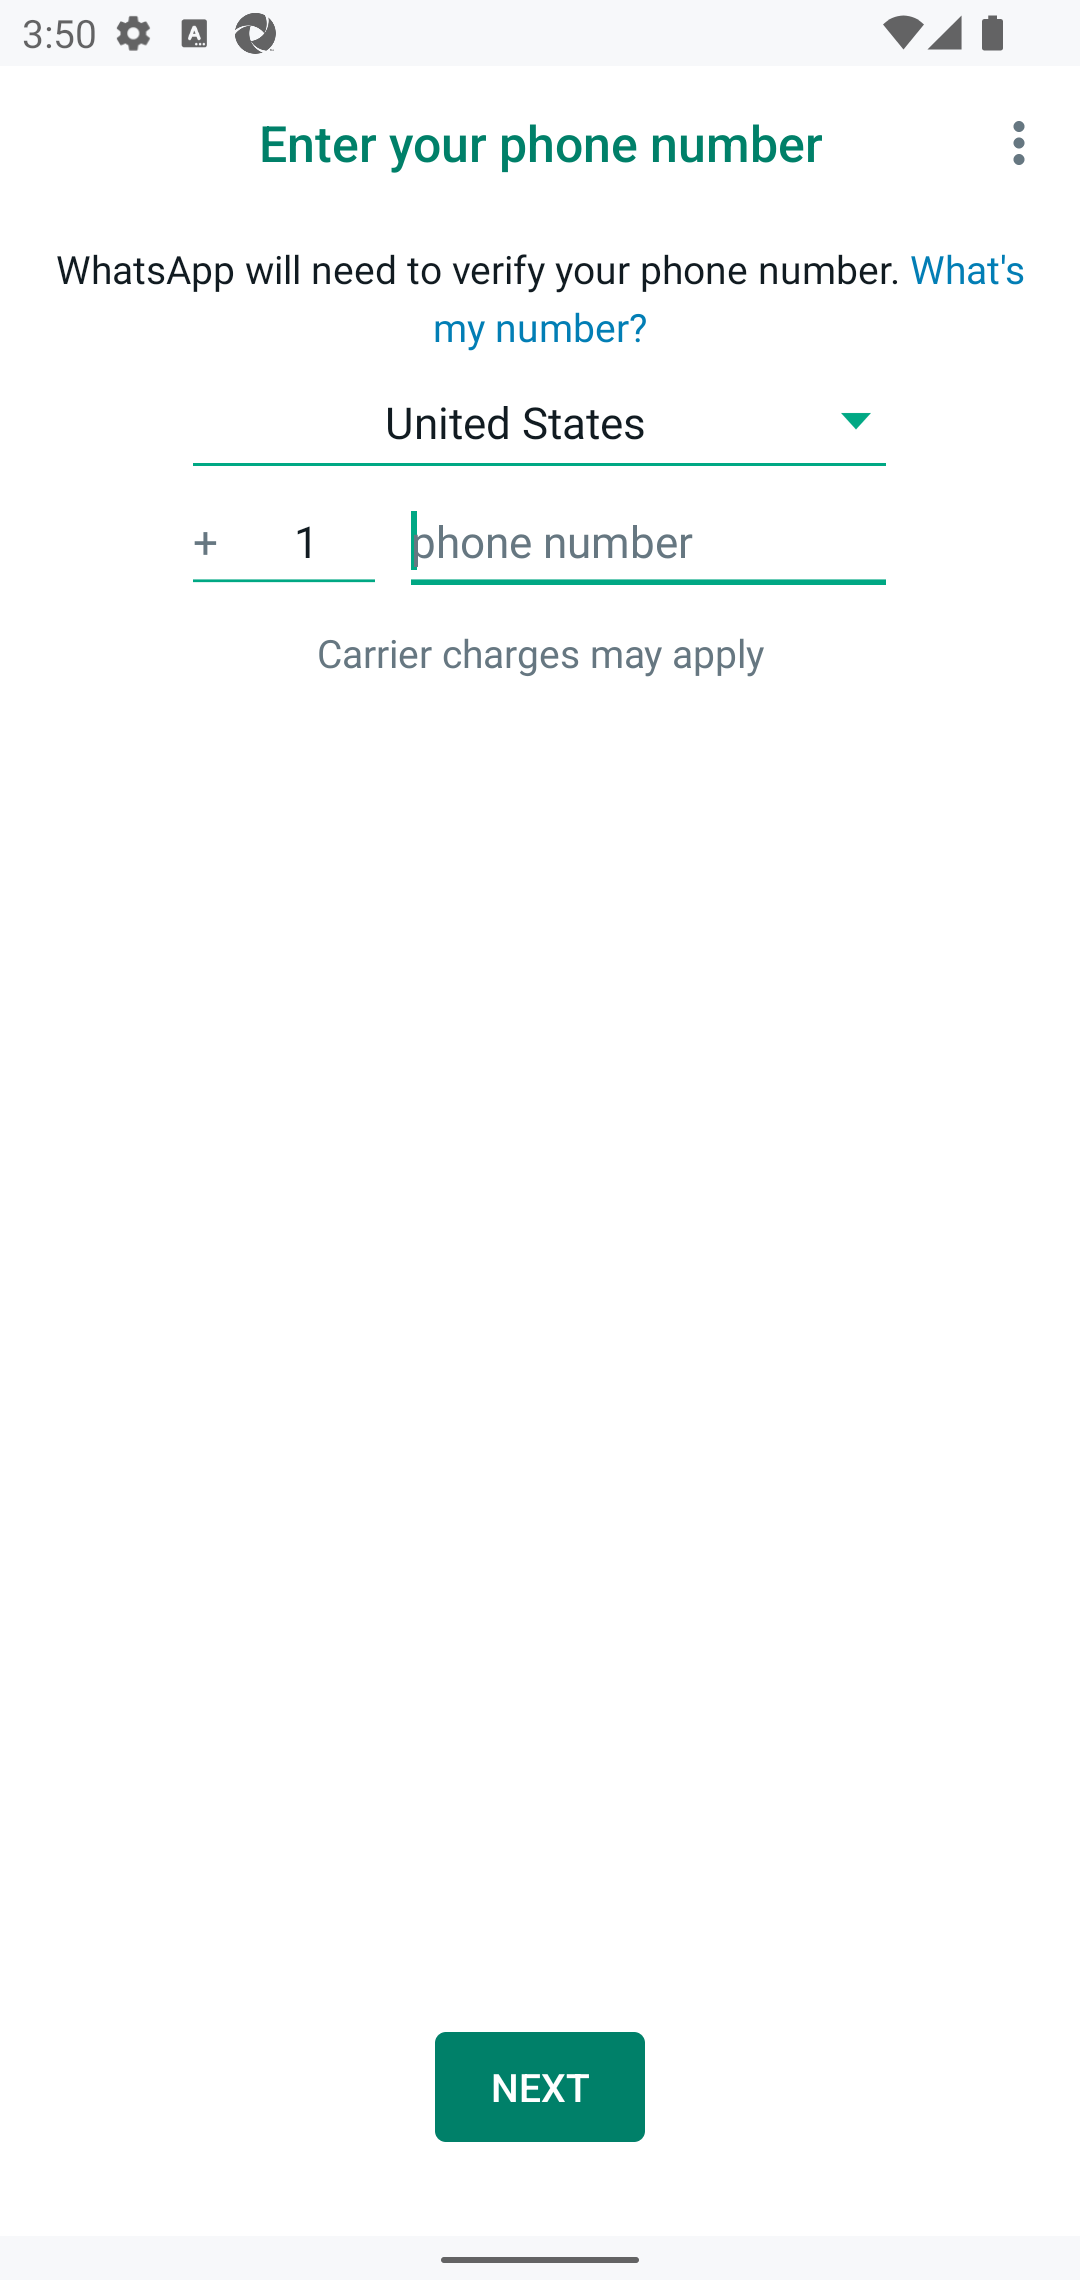 3:50
Enter your phone number
WhatsApp will need to verify your phone number. What's
my number?
United States
+ 1 phone number
Carrier charges may apply
NEXT